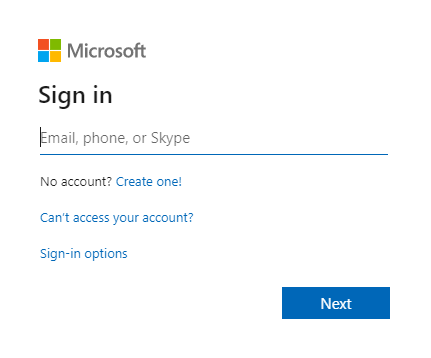 Microsoft
Sign in
Email, phone, or Skype
No account? Create one!
Can't access your account?
Sign-in options
Next